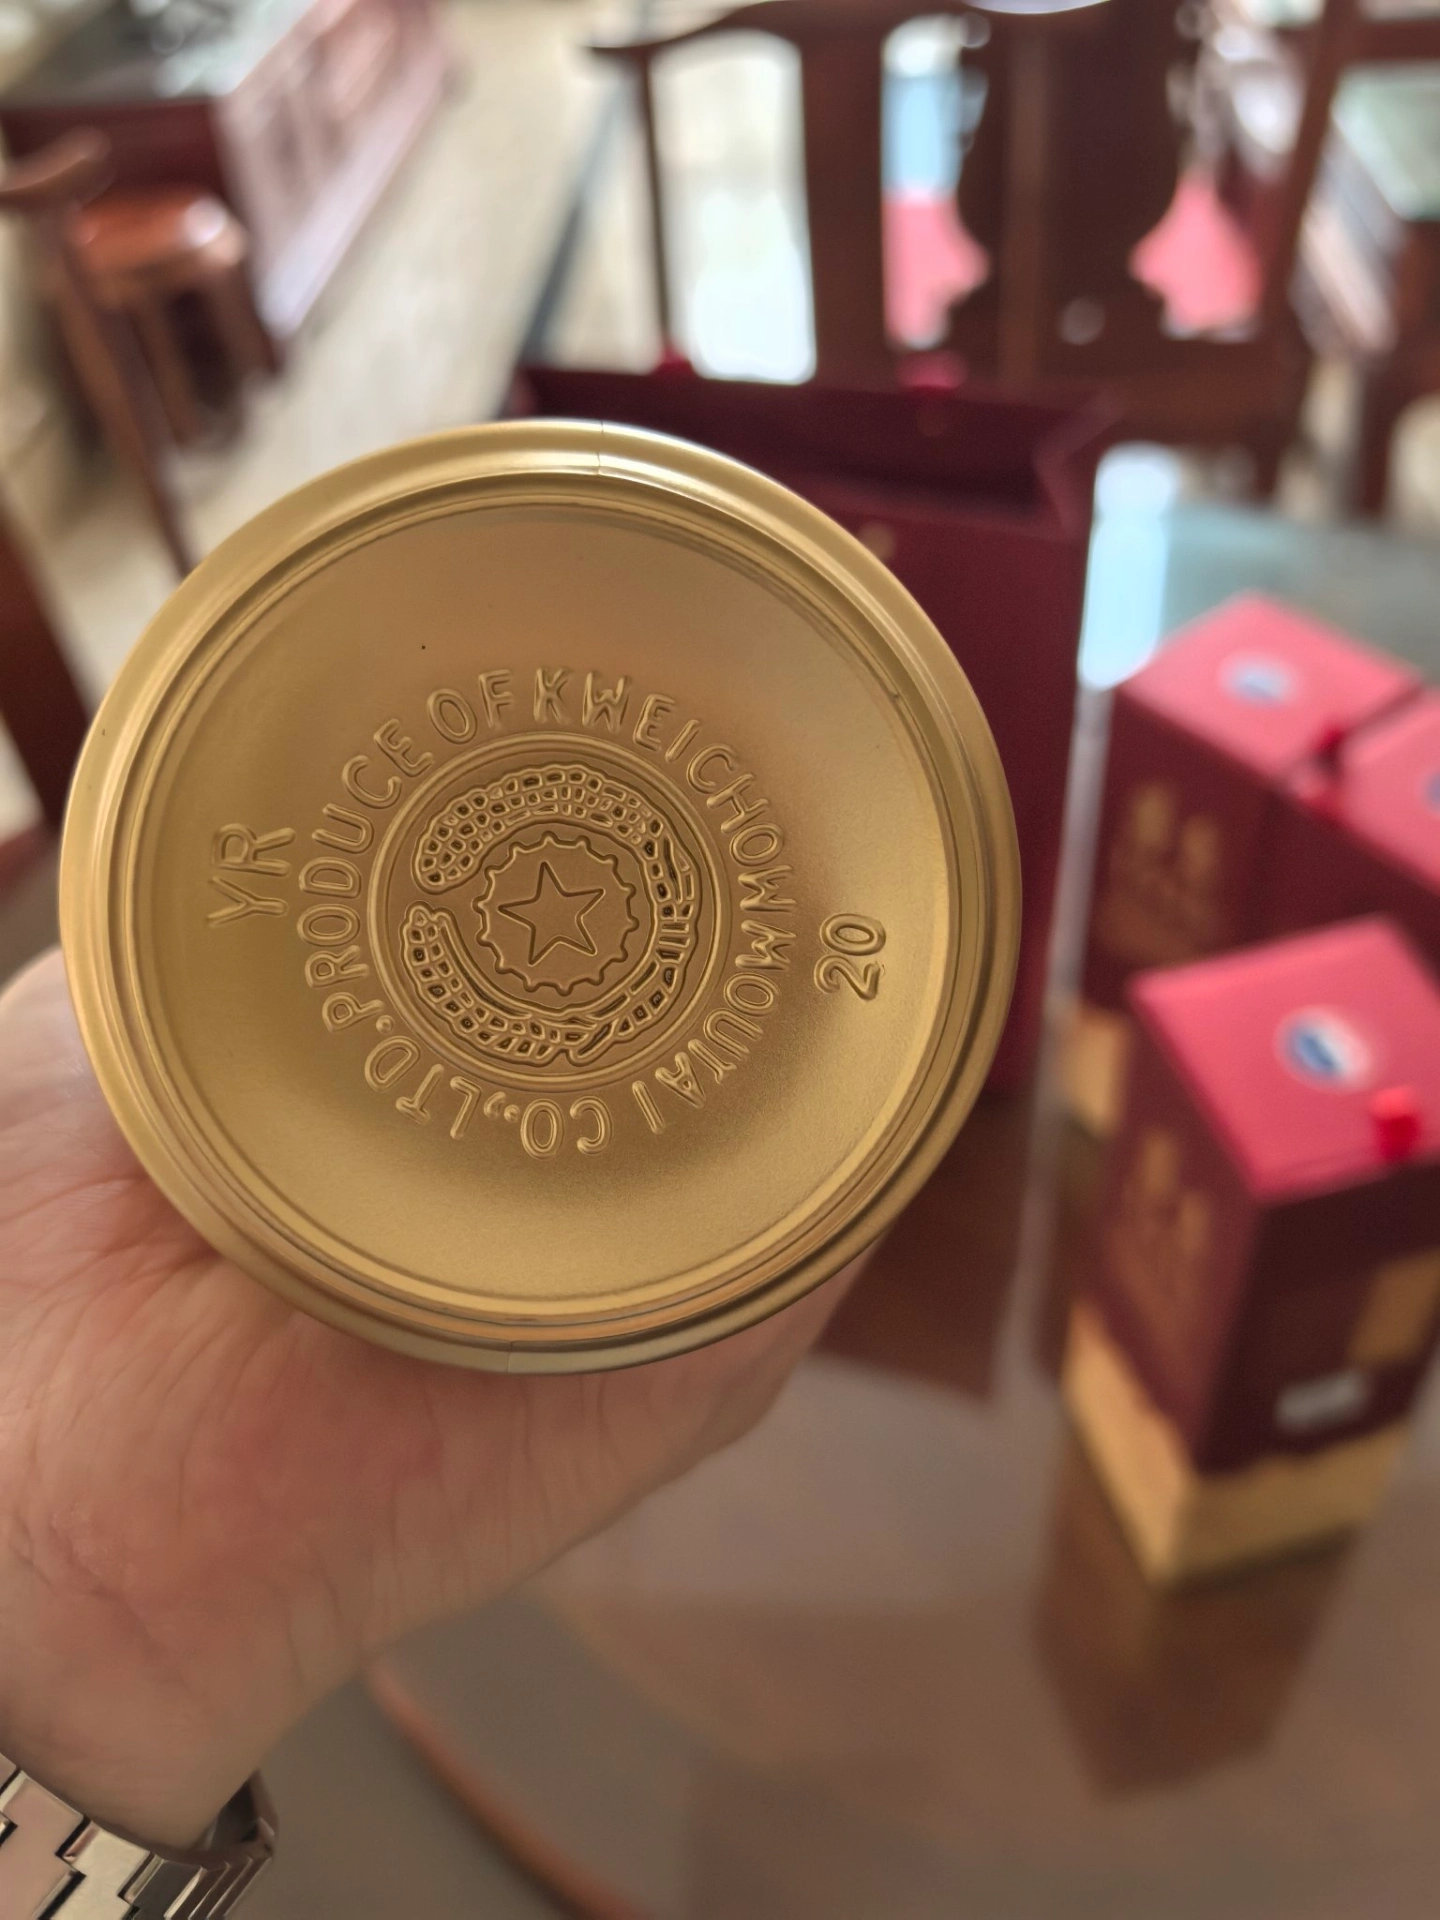 PRODUCE OF KWEICHOW MOUTAI CO., LTD.
YR
20